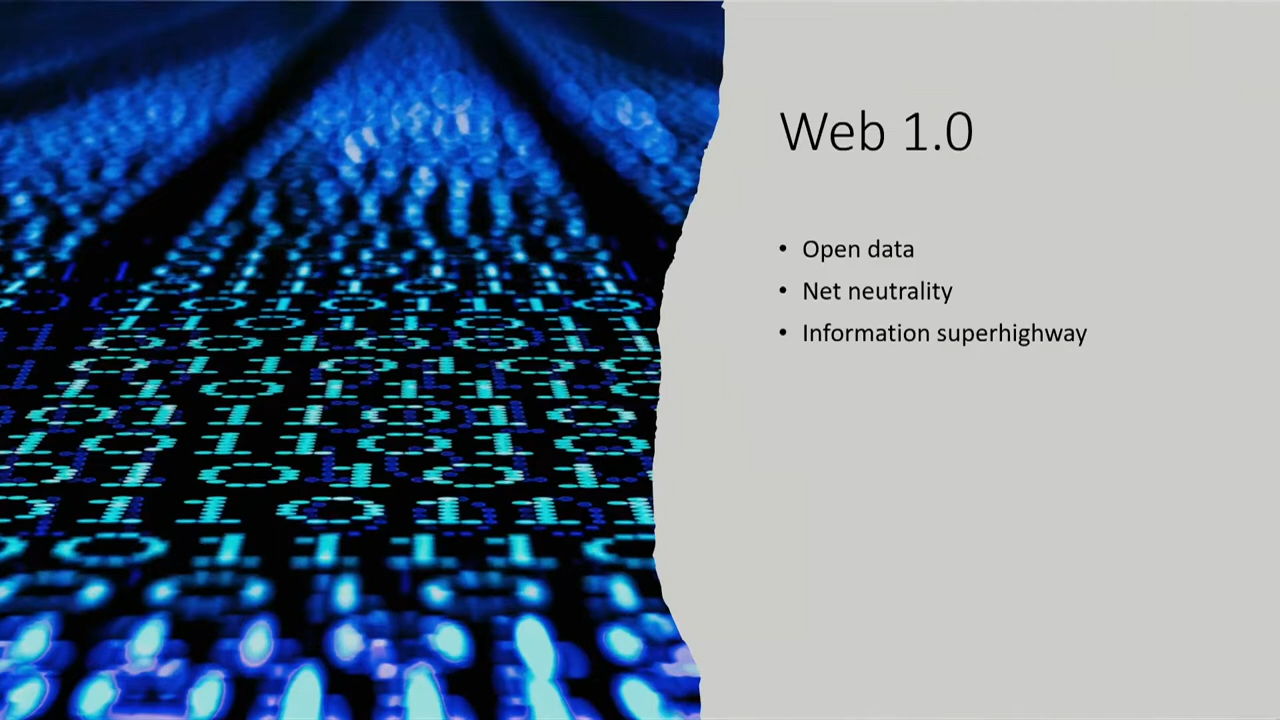 Web 1.0
• Open data
• Net neutrality
• Information superhighway